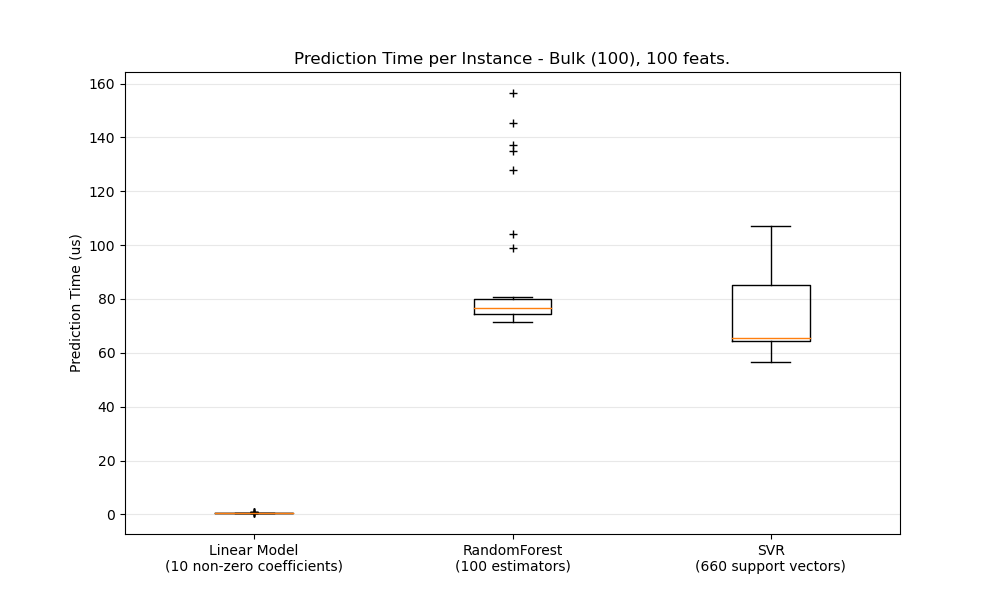 Prediction Time per Instance - Bulk (100), 100 feats.
Prediction Time (us)
160
140
120
100
80
60
40
20
0
Linear Model
(10 non-zero coefficients)
RandomForest
(100 estimators)
SVR
(660 support vectors)